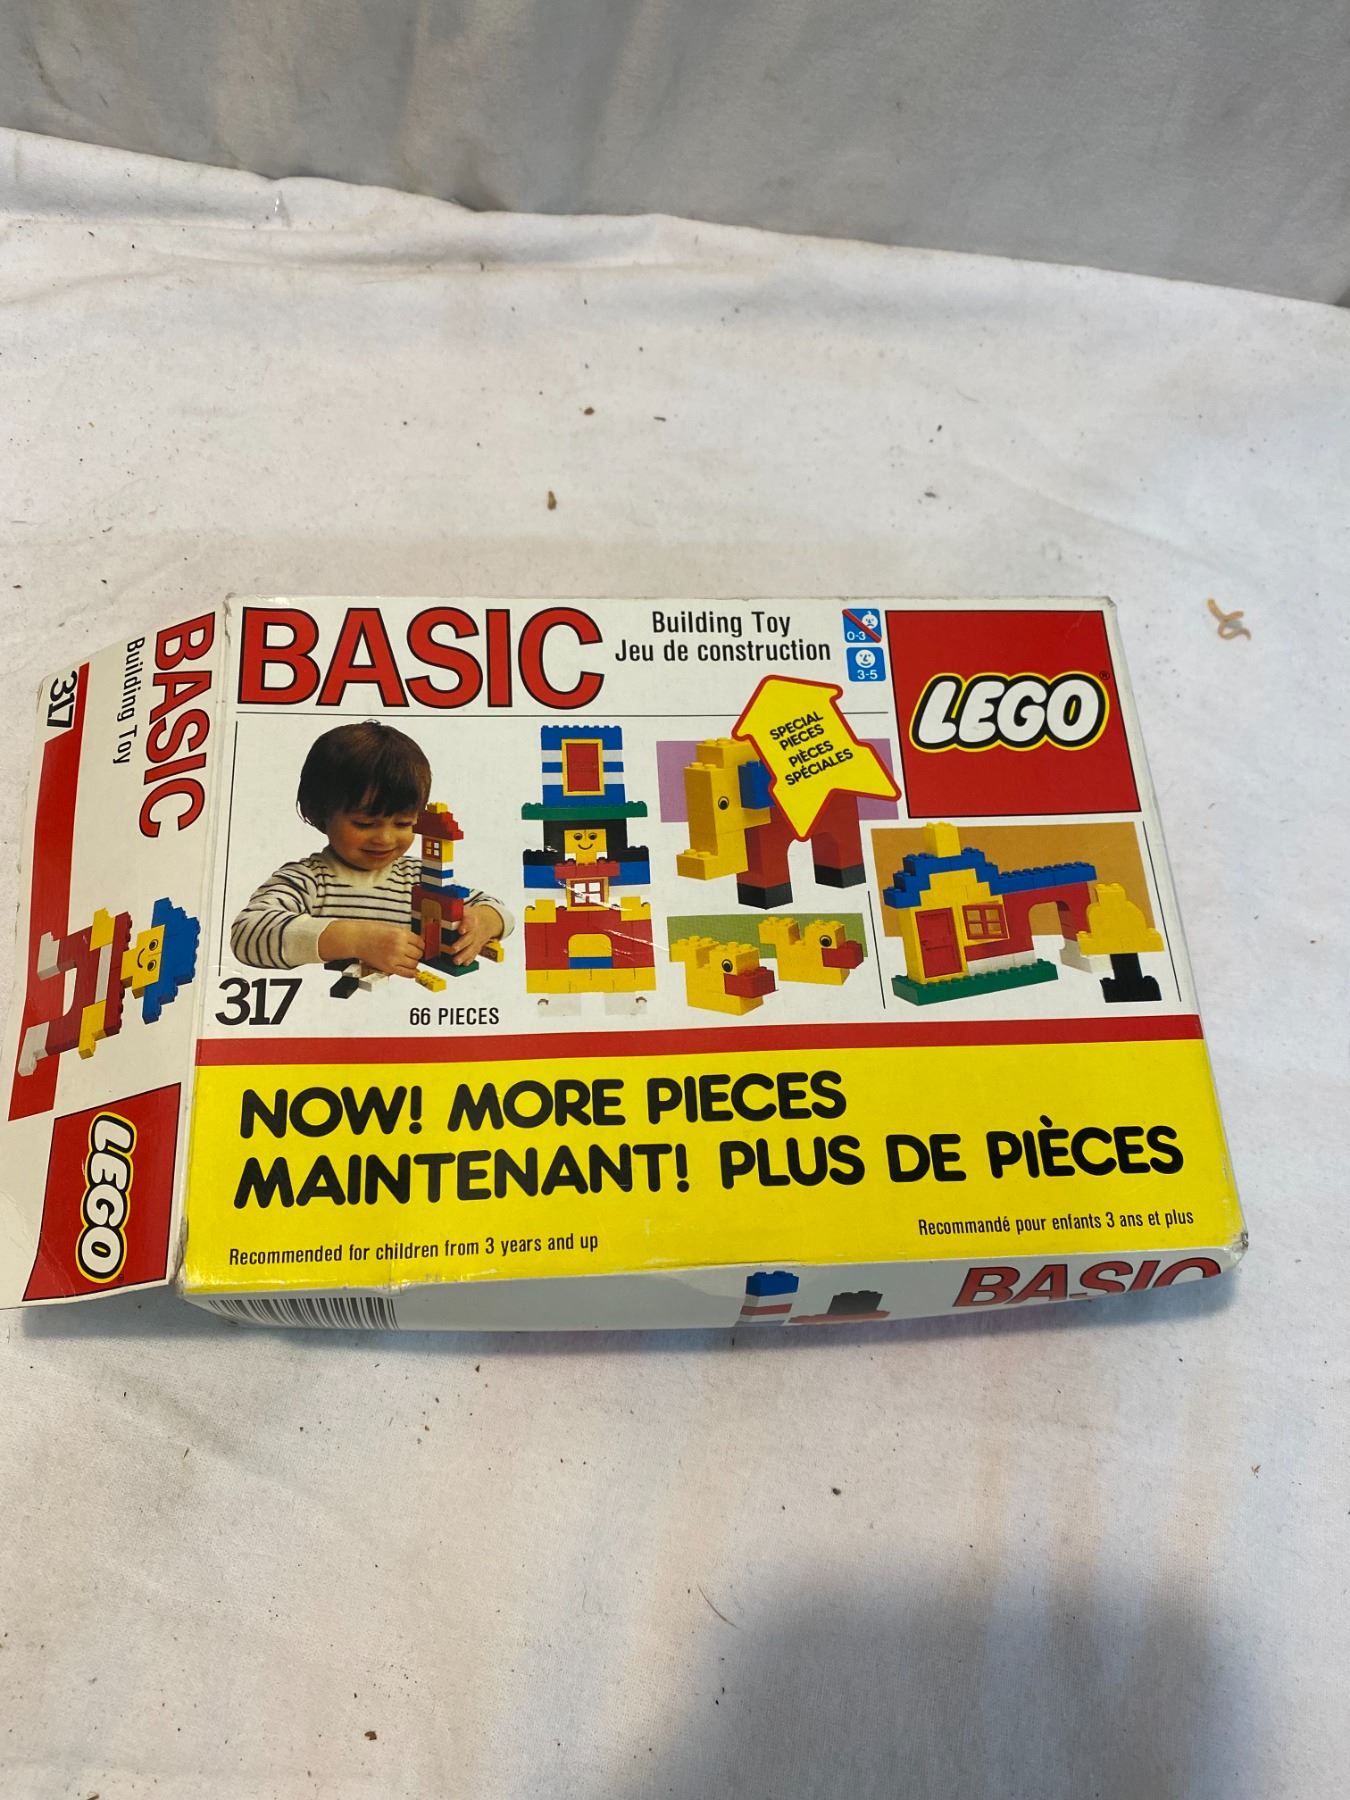 BASIC
Building Toy
Jeu de construction
0-3
3-5
LEGO®
SPECIAL
PIECES
PIÈCES
SPÉCIALES
317
66 PIECES
NOW! MORE PIECES
MAINTENANT! PLUS DE PIÈCES
Recommended for children from 3 years and up
Recommandé pour enfants 3 ans et plus
BASIC
Building Toy
317
LEGO
BASIC